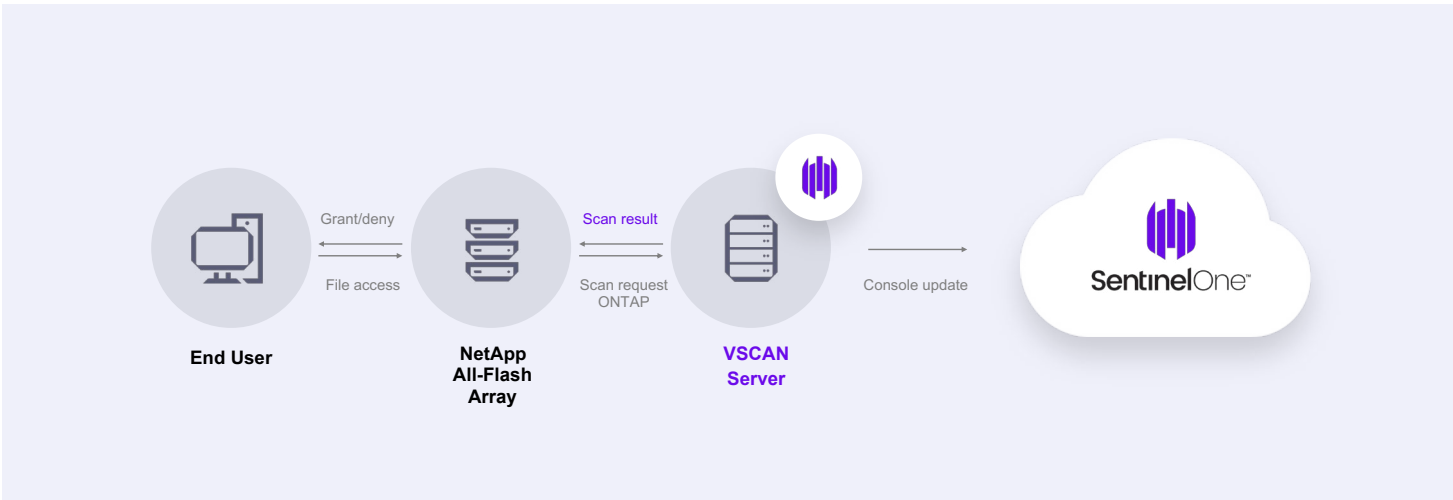 Grant/deny
File access
Scan result
Scan request
ONTAP
Console update
SentinelOne™
End User
NetApp
All-Flash
Array
VSCAN
Server